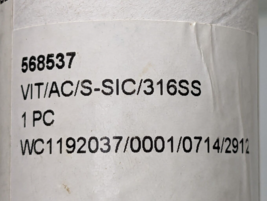 568537
VIT/AC/S-SIC/316SS
1 PC
WC1192037/0001/0714/2912